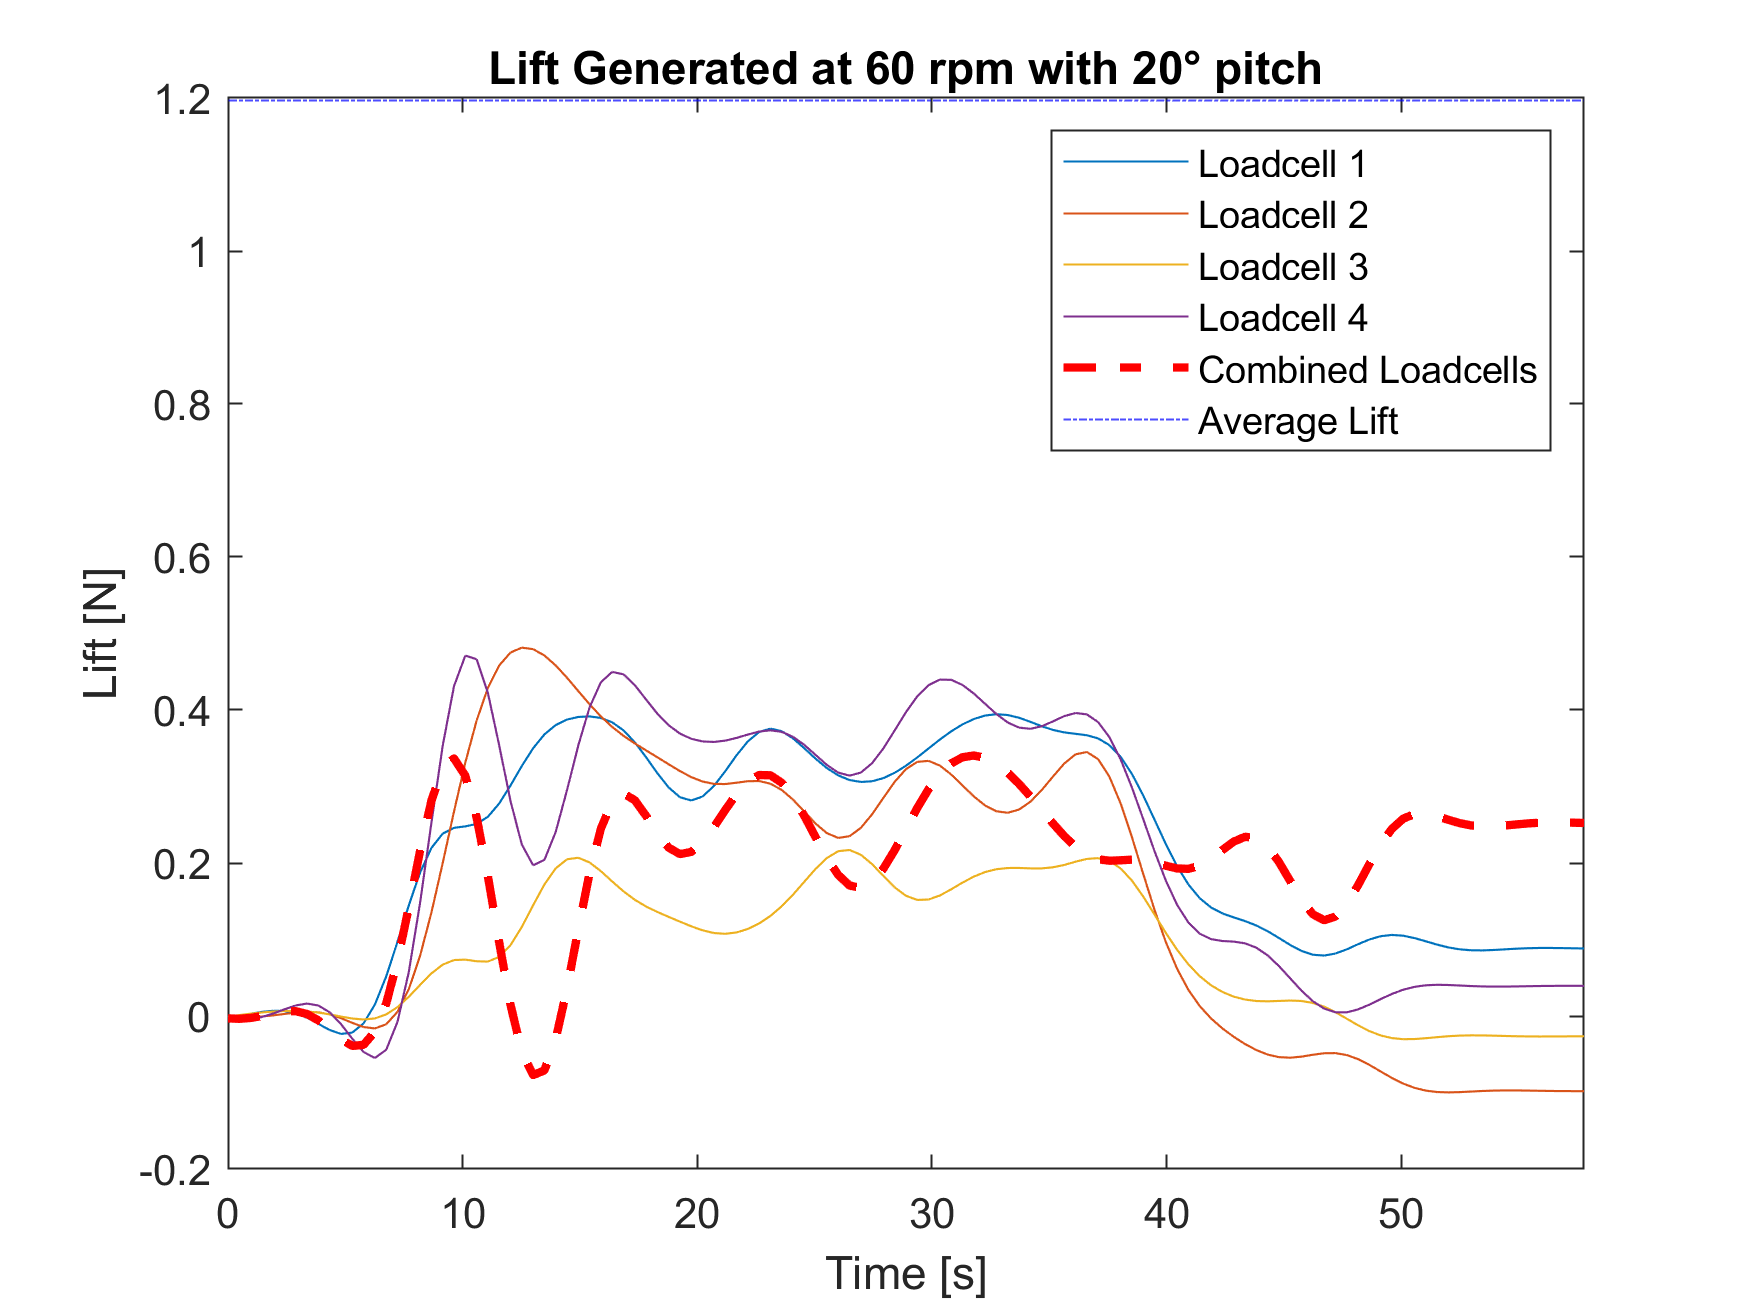 Lift Generated at 60 rpm with 20° pitch
1.2
1
0.8
0.6
0.4
0.2
0
-0.2
Lift [N]
Loadcell 1
Loadcell 2
Loadcell 3
Loadcell 4
Combined Loadcells
Average Lift
0 10 20 30 40 50
Time [s]